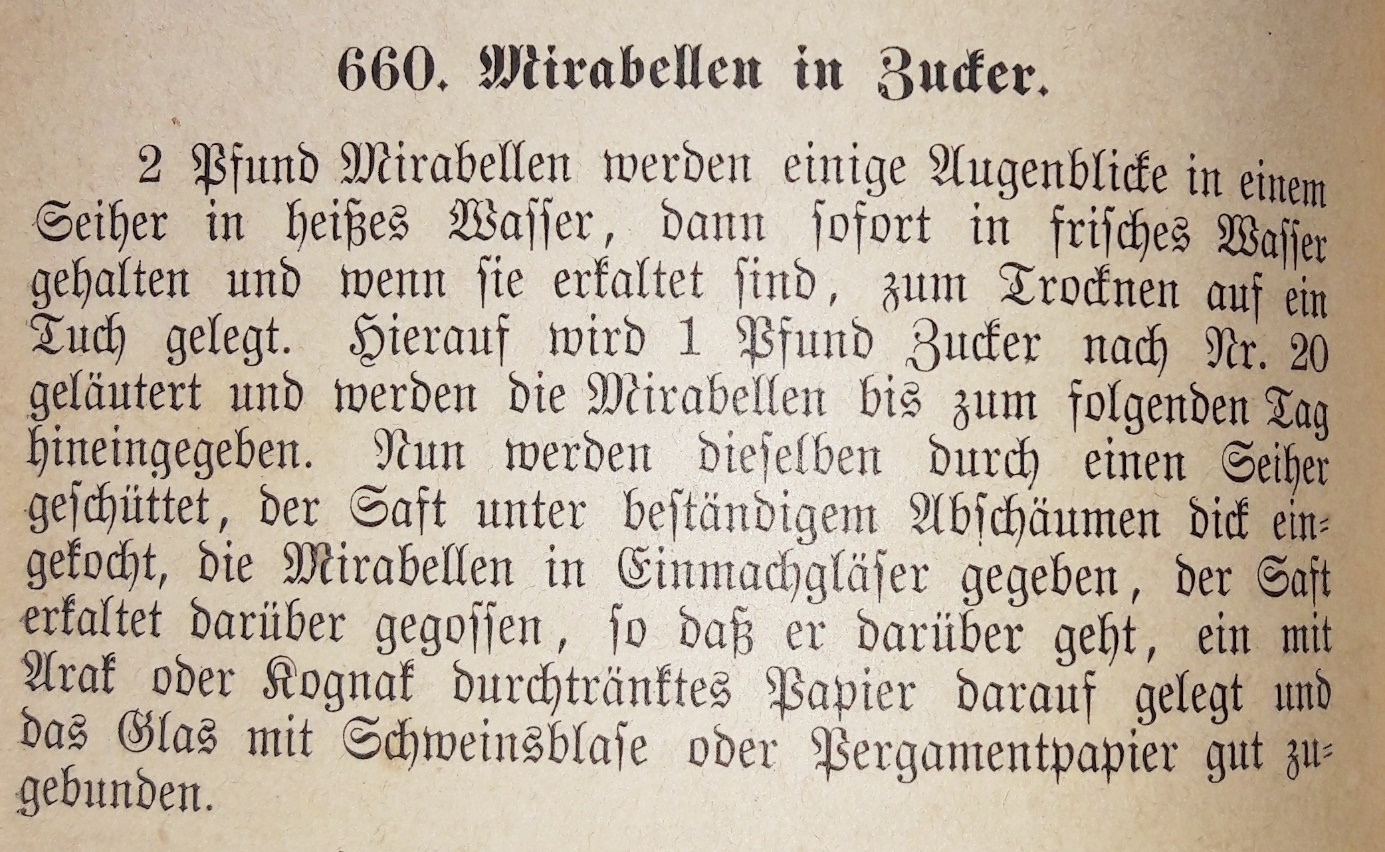 660. Mirabellen in Zucker.
2 Pfund Mirabellen werden einige Augenblicke in einem
Seiher in heißes Wasser, dann sofort in frisches Wasser
gehalten und wenn sie erkaltet sind, zum Trocknen auf ein
Tuch gelegt. Hierauf wird 1 Pfund Zucker nach Nr. 20
geläutert und werden die Mirabellen bis zum folgenden Tag
hineingegeben. Nun werden dieselben durch einen Seiher
geschüttet, der Saft unter beständigem Abschäumen dick ein-
gekocht, die Mirabellen in Einmachgläser gegeben, der Saft
erkaltet darüber gegossen, so daß er darüber geht, ein mit
Arak oder Kognak durchtränktes Papier darauf gelegt und
das Glas mit Schweinsblase oder Pergamentpapier gut zu-
gebunden.